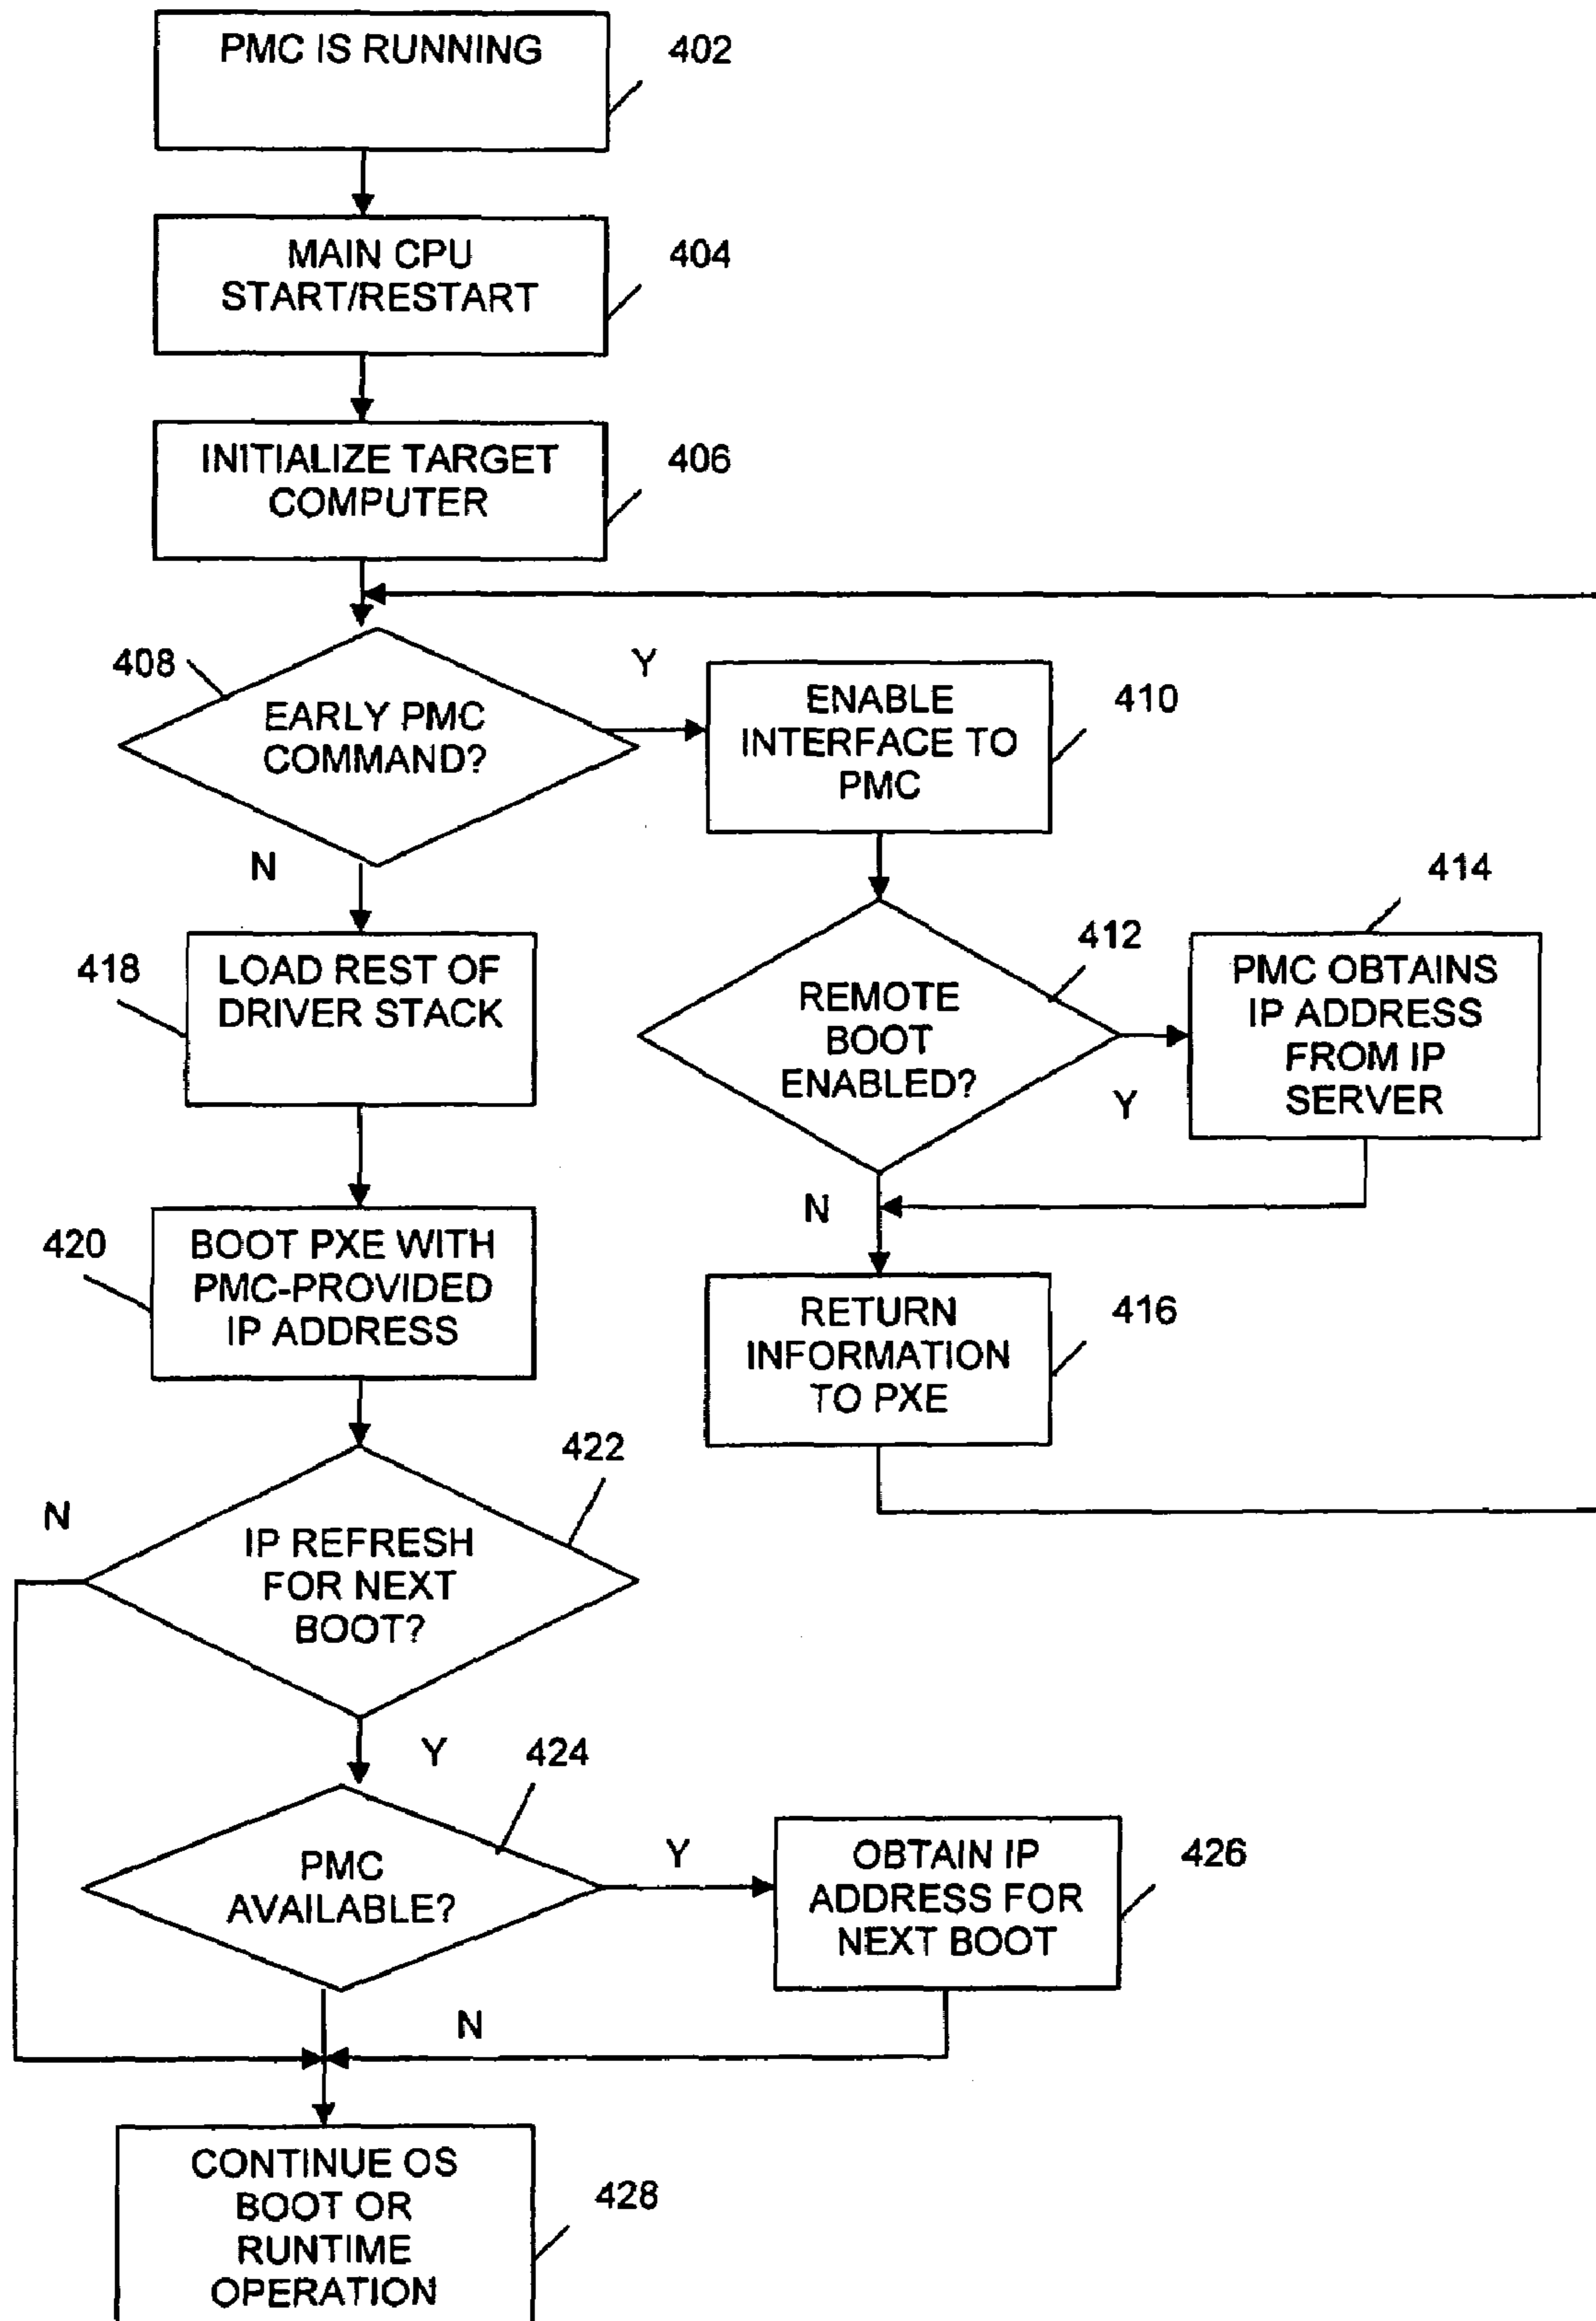 PMC IS RUNNING
402
MAIN CPU
START/RESTART
404
INITIALIZE TARGET
COMPUTER
406
408
EARLY PMC
COMMAND?
Y
N
ENABLE
INTERFACE TO
PMC
410
412
REMOTE
BOOT
ENABLED?
Y
N
414
PMC OBTAINS
IP ADDRESS
FROM IP
SERVER
RETURN
INFORMATION
TO PXE
416
418
LOAD REST OF
DRIVER STACK
420
BOOT PXE WITH
PMC-PROVIDED
IP ADDRESS
422
IP REFRESH
FOR NEXT
BOOT?
N
Y
424
PMC
AVAILABLE?
Y
N
OBTAIN IP
ADDRESS FOR
NEXT BOOT
426
CONTINUE OS
BOOT OR
RUNTIME
OPERATION
428